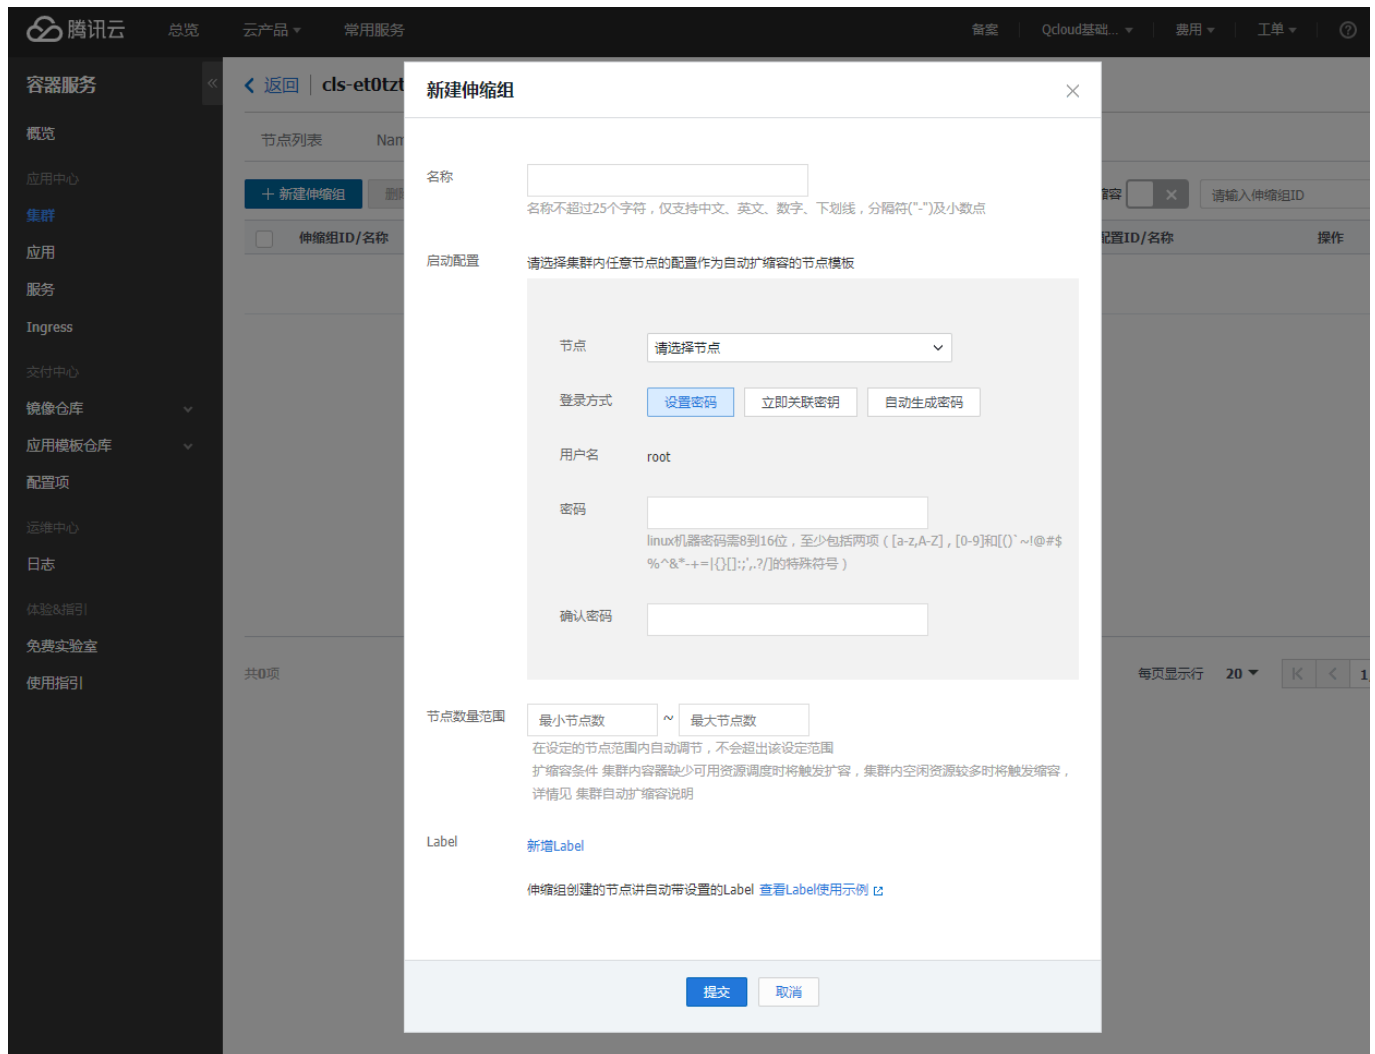 腾讯云 总览 云产品 常用服务 备案 Qcloud基础... 费用 工单
容器服务
返回 cls-et0tzt
新建伸缩组
概览
节点列表 Nam
应用中心
集群
应用
服务
Ingress
交付中心
镜像仓库
应用模板仓库
配置项
运维中心
日志
体验&指引
免费实验室
使用指引
新建伸缩组
缩容
请输入伸缩组ID
伸缩组ID/名称
配置ID/名称 操作
共0项
每页显示行 20 1
名称
名称不超过25个字符，仅支持中文、英文、数字、下划线，分隔符("-")及小数点
启动配置 请选择集群内任意节点的配置作为自动扩缩容的节点模板
节点 请选择节点
登录方式 设置密码 立即关联密钥 自动生成密码
用户名 root
密码
linux机器密码需8到16位，至少包括两项（[a-z,A-Z]，[0-9]和[()`~!@#$
%^&*-+=|{}[]:;',.?/]的特殊符号）
确认密码
节点数量范围 最小节点数 ~ 最大节点数
在设定的节点范围内自动调节，不会超出该设定范围
扩缩容条件 集群内容器缺少可用资源调度时将触发扩容，集群内空闲资源较多时将触发缩容，
详情见 集群自动扩缩容说明
Label 新增Label
伸缩组创建的节点讲自动带设置的Label 查看Label使用示例
提交 取消